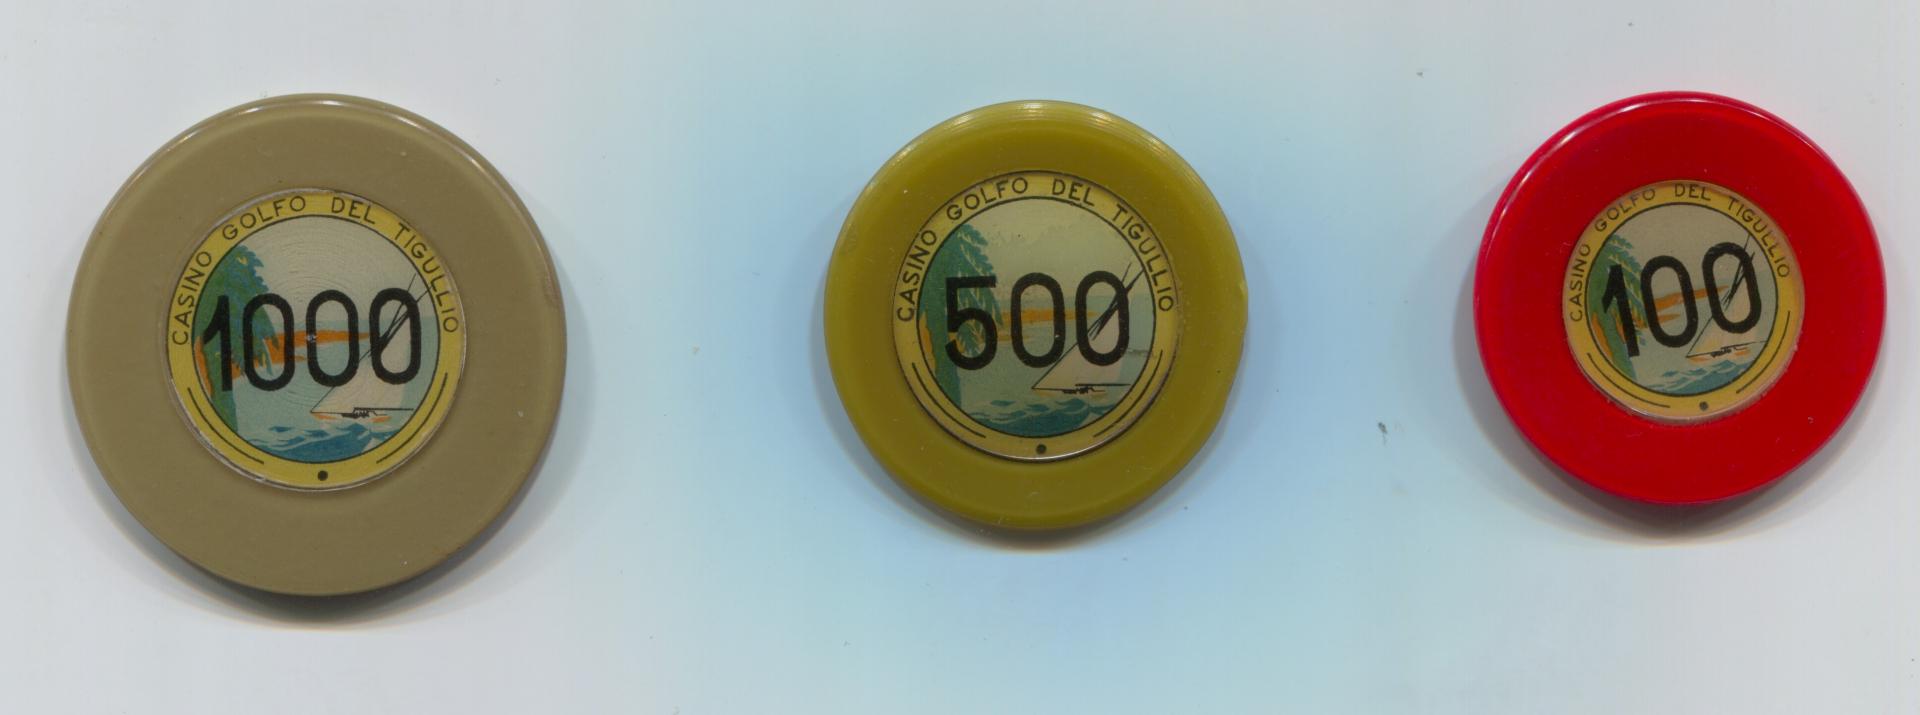 CASINO GOLFO DEL TIGULLIO
1000
CASINO GOLFO DEL TIGULLIO
500
CASINO GOLFO DEL TIGULLIO
100